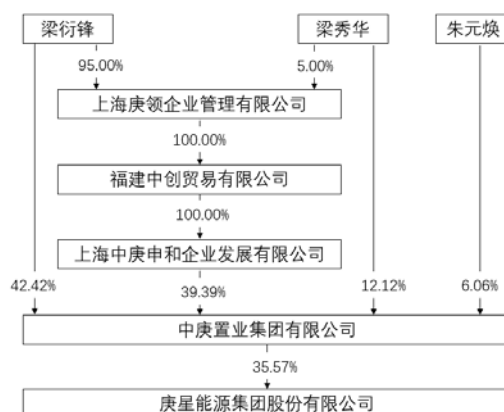 梁衍锋 梁秀华 朱元焕
95.00% 5.00%
上海庚领企业管理有限公司
100.00%
福建中创贸易有限公司
100.00%
上海中庚申和企业发展有限公司
42.42% 39.39% 12.12% 6.06%
中庚置业集团有限公司
35.57%
庚星能源集团股份有限公司